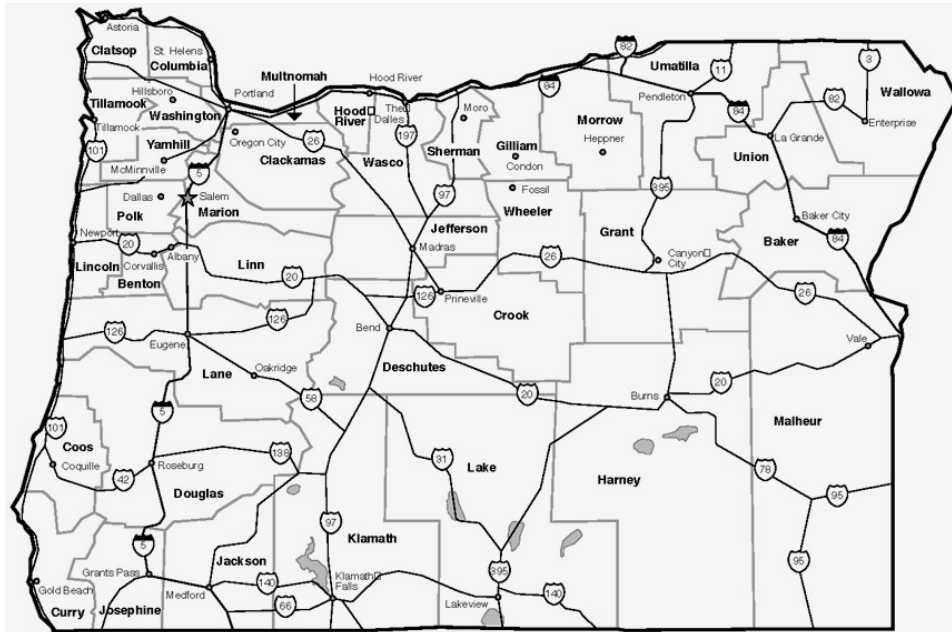 Astoria
Clatsop
St. Helens
Columbia
82
Umatilla
11
3
Multnomah
Hood River
84
Wallowa
Hillsboro
Portland
Pendleton
82
Tillamook
Washington
Hood
River
The
Dalles
Moro
Morrow
84
Enterprise
Tillamook
Oregon City
26
197
La Grande
101
Yamhill
Clackamas
Wasco
Sherman
Gilliam
Condon
Heppner
Union
McMinnville
5
395
Dallas
Salem
97
Fossil
Polk
Marion
Wheeler
Baker City
Newport
Jefferson
Grant
20
Madras
26
Canyon
City
Baker
84
Corvallis
Albany
Lincoln
Benton
Linn
20
126
Prineville
26
126
126
Crook
Eugene
Bend
Vale
Oakridge
Lane
Deschutes
20
20
58
Burns
5
Malheur
101
Coos
138
31
Coquille
Roseburg
Lake
78
42
Harney
Douglas
95
97
5
Klamath
Jackson
95
Grants Pass
395
Gold Beach
140
Klamath
Falls
Medford
66
Lakeview
140
Curry
Josephine